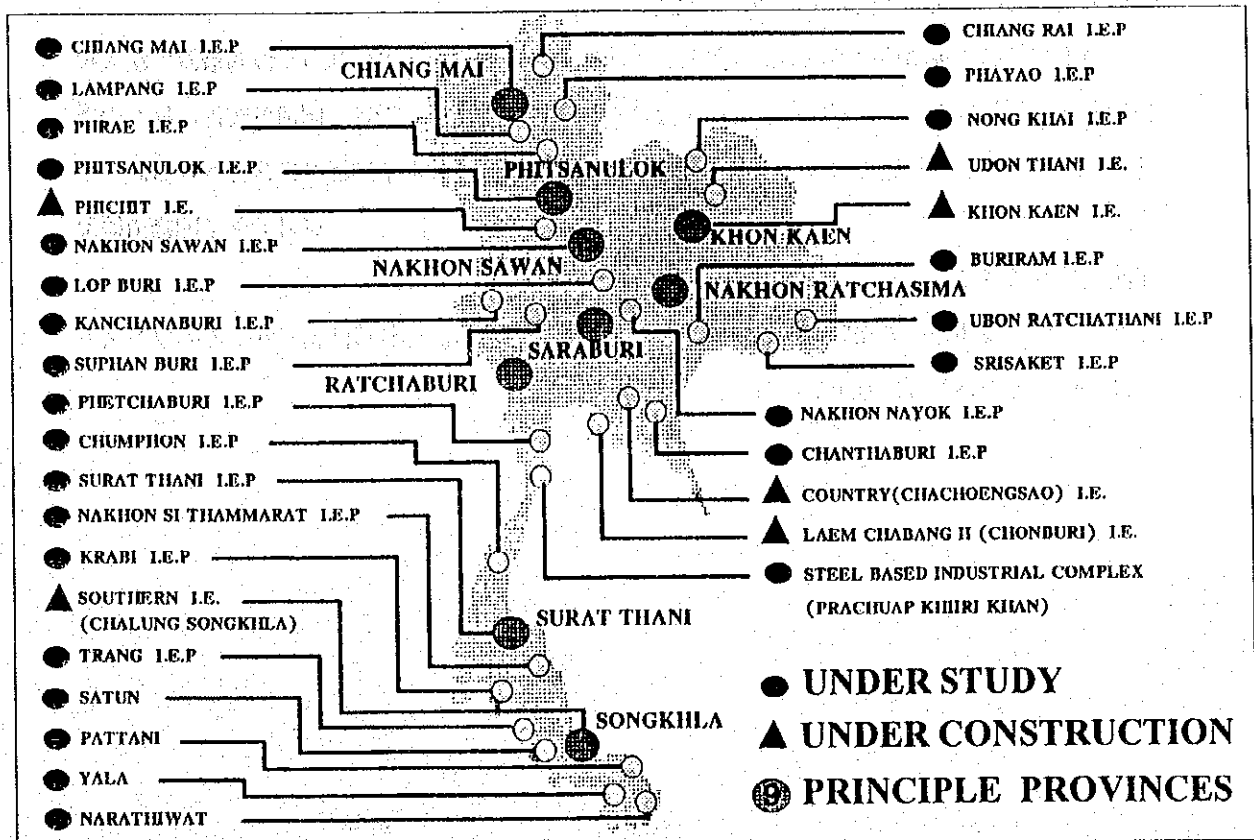 CHIANG MAI I.E.P
LAMPANG I.E.P
PHRAE I.E.P
PHITSANULOK I.E.P
PHICHIT I.E.
NAKHON SAWAN I.E.P
LOP BURI I.E.P
KANCHANABURI I.E.P
SUPHAN BURI I.E.P
PHETCHABURI I.E.P
CHUMPHON I.E.P
SURAT THANI I.E.P
NAKHON SI THAMMARAT I.E.P
KRABI I.E.P
SOUTHERN I.E.
(CHALUNG SONGKHLA)
TRANG I.E.P
SATUN
PATTANI
YALA
NARATHIWAT
CHIANG MAI
PHITSANULOK
KHON KAEN
NAKHON SAWAN
NAKHON RATCHASIMA
SARABURI
RATCHABURI
SURAT THANI
SONGKHLA
CHIANG RAI I.E.P
PHAYAO I.E.P
NONG KHAI I.E.P
UDON THANI I.E.
KHON KAEN I.E.
BURIRAM I.E.P
UBON RATCHATHANI I.E.P
SRISAKET I.E.P
NAKHON NAYOK I.E.P
CHANTHABURI I.E.P
COUNTRY(CHACHOENGSAO) I.E.
LAEM CHABANG II (CHONBURI) I.E.
STEEL BASED INDUSTRIAL COMPLEX
(PRACHUAP KHIRI KHAN)
UNDER STUDY
UNDER CONSTRUCTION
9 PRINCIPLE PROVINCES